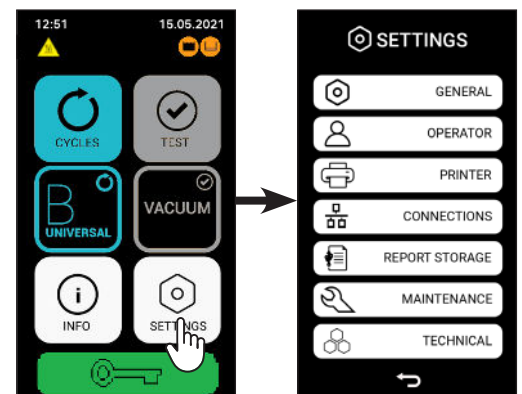 12:51 15.05.2021
CYCLES TEST
B
UNIVERSAL
VACUUM
INFO SETTINGS
SETTINGS
GENERAL
OPERATOR
PRINTER
CONNECTIONS
REPORT STORAGE
MAINTENANCE
TECHNICAL